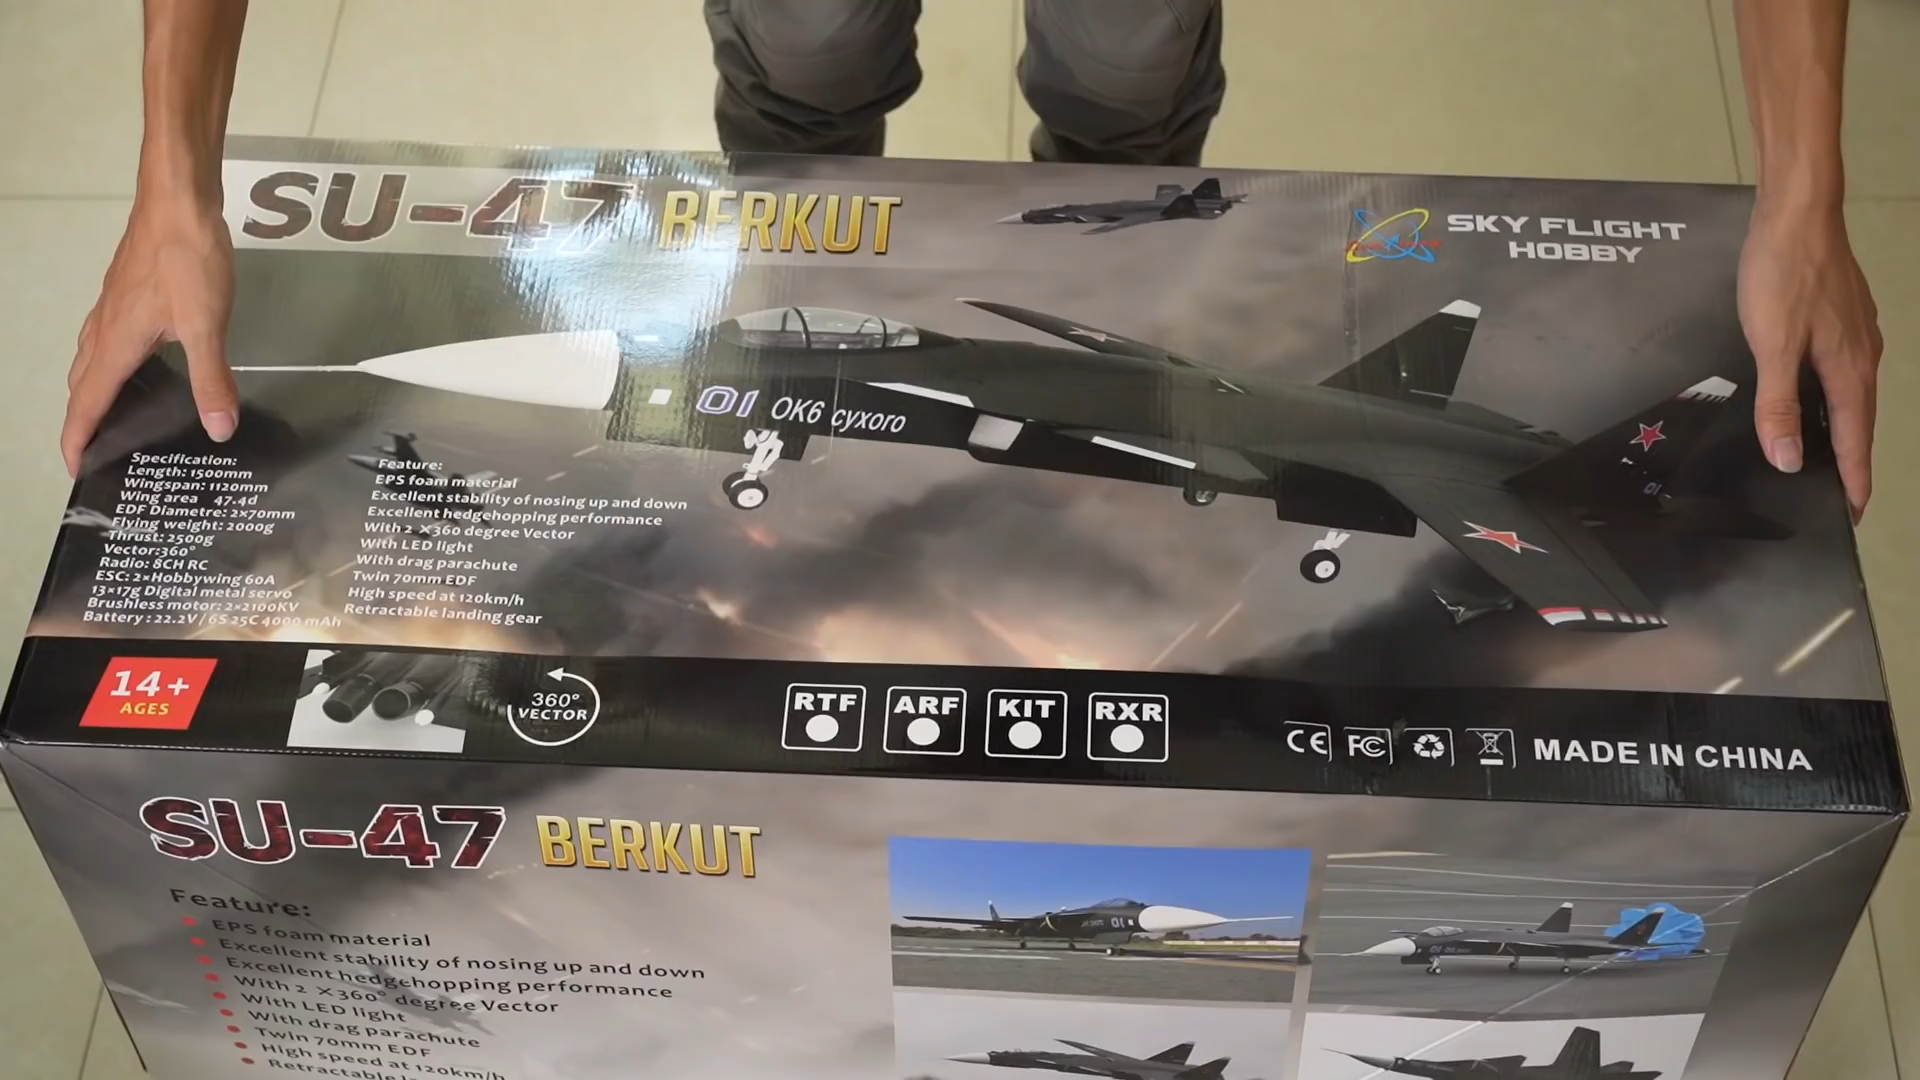 SU-47 BERKUT
SKY FLIGHT
HOBBY
01 ОКб сухого
01
Specification:
Length: 1500mm
Wingspan: 1120mm
Wing area 47.4d
EDF Diametre: 2×70mm
Flying weight: 2000g
Thrust: 2500g
Vector:360°
Radio: 8CH RC
ESC: 2×Hobbywing 60A
13×17g Digital metal servo
Brushless motor: 2×2100KV
Battery : 22.2V / 6S 25C 4000 mAh
Feature:
EPS foam material
Excellent stability of nosing up and down
Excellent hedgehopping performance
With 2 ×360 degree Vector
With LED light
With drag parachute
Twin 70mm EDF
High speed at 120km/h
Retractable landing gear
14+
AGES
360°
VECTOR
RTF
ARF
KIT
RXR
CE FC MADE IN CHINA
SU-47 BERKUT
Feature:
EPS foam material
Excellent stability of nosing up and down
Excellent hedgehopping performance
With 2 ×360° degree Vector
With LED light
With drag parachute
Twin 70mm EDF
High speed at 120km/h
01
01